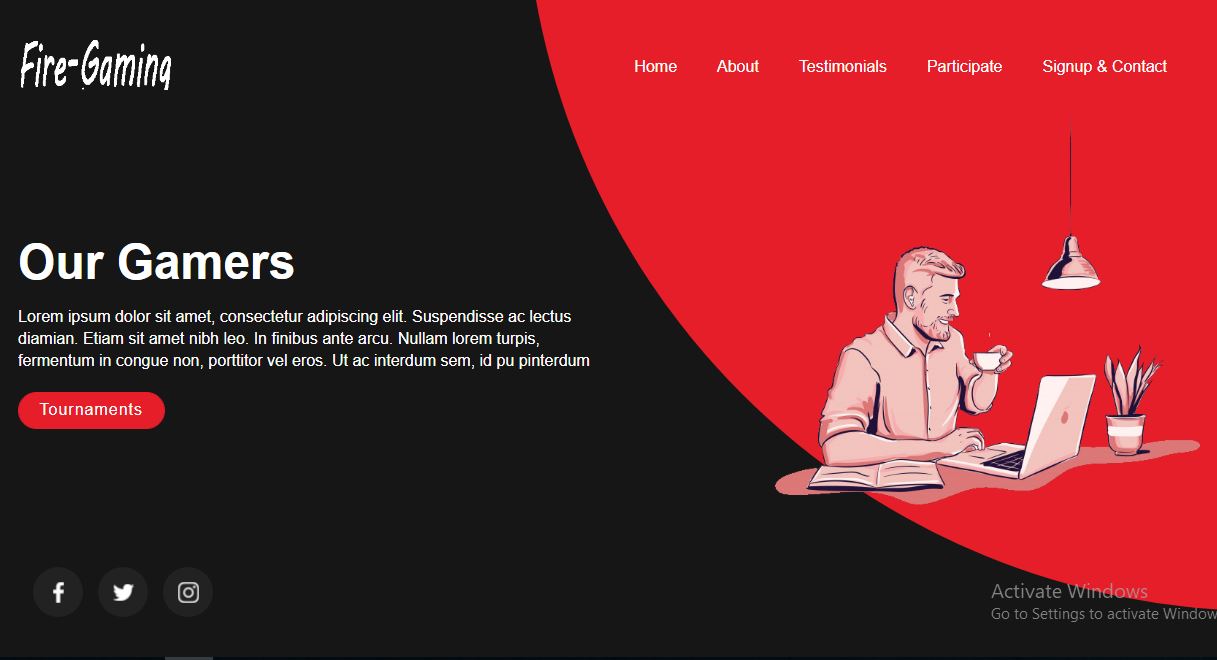 Fire-Gaming
Home About Testimonials Participate Signup & Contact
Our Gamers
Lorem ipsum dolor sit amet, consectetur adipiscing elit. Suspendisse ac lectus
diamian. Etiam sit amet nibh leo. In finibus ante arcu. Nullam lorem turpis,
fermentum in congue non, porttitor vel eros. Ut ac interdum sem, id pu pinterdum
Tournaments
Activate Windows
Go to Settings to activate Window